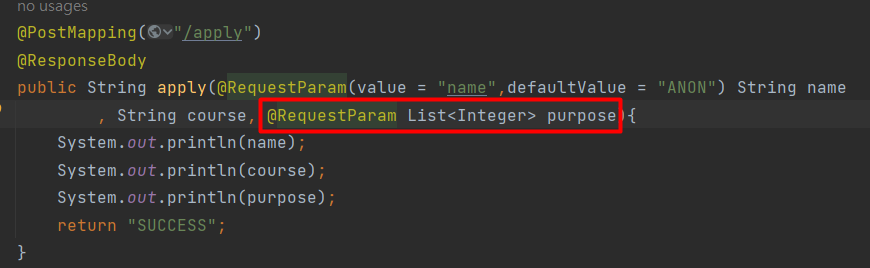 no usages
@PostMapping("/apply")
@ResponseBody
public String apply(@RequestParam(value = "name",defaultValue = "ANON") String name
, String course, @RequestParam List<Integer> purpose){
System.out.println(name);
System.out.println(course);
System.out.println(purpose);
return "SUCCESS";
}